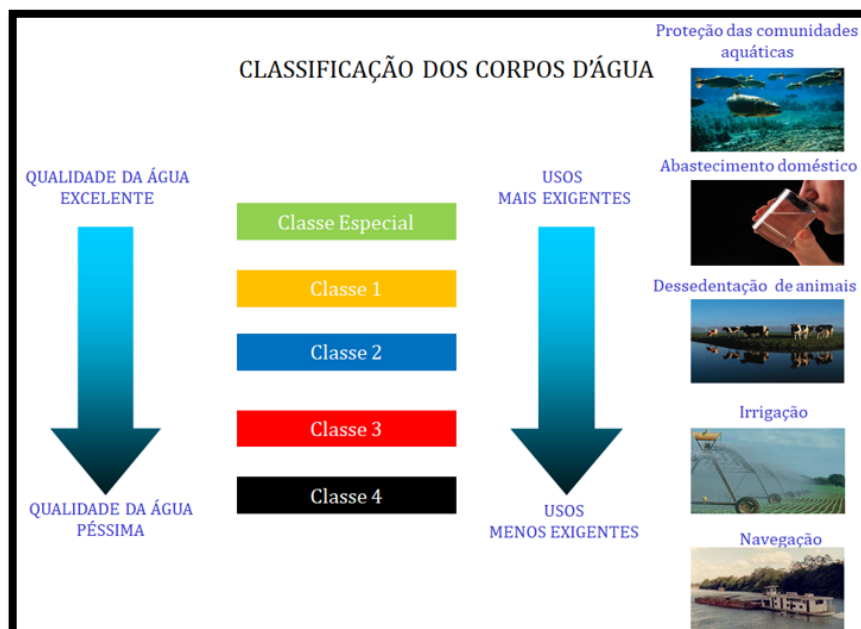 CLASSIFICAÇÃO DOS CORPOS D'ÁGUA
QUALIDADE DA ÁGUA
EXCELENTE
QUALIDADE DA ÁGUA
PÉSSIMA
Classe Especial
Classe 1
Classe 2
Classe 3
Classe 4
USOS
MAIS EXIGENTES
USOS
MENOS EXIGENTES
Proteção das comunidades
aquáticas
Abastecimento doméstico
Dessedentação de animais
Irrigação
Navegação